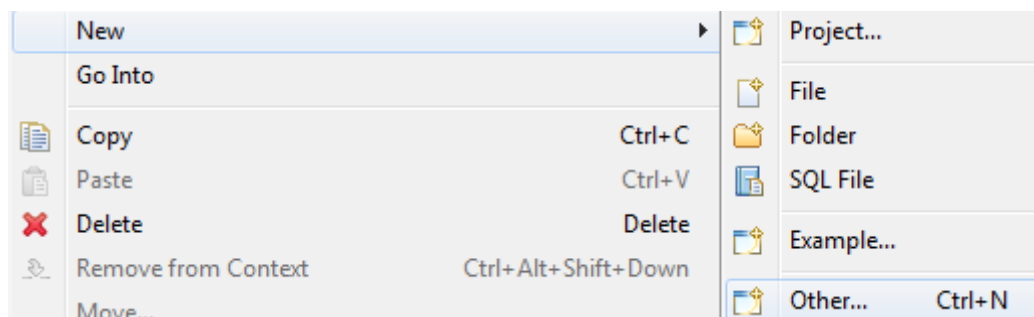 New
Go Into
Copy Ctrl+C
Paste Ctrl+V
Delete Delete
Remove from Context Ctrl+Alt+Shift+Down
Move...
Project...
File
Folder
SQL File
Example...
Other... Ctrl+N